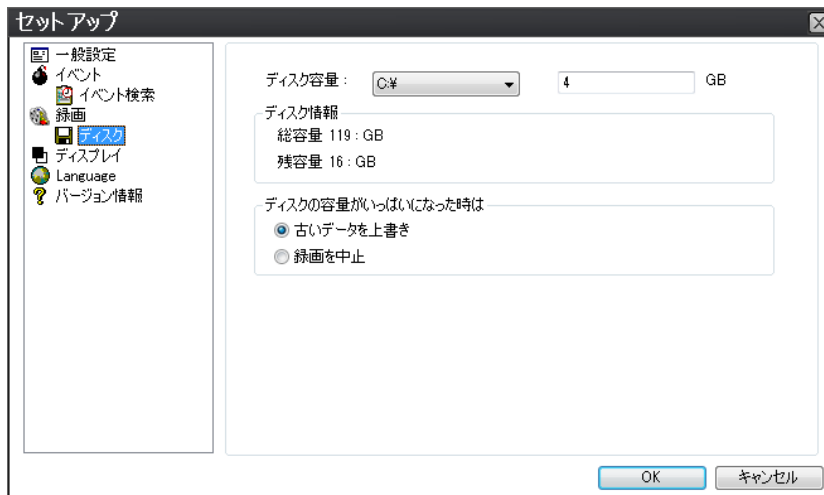 セットアップ
一般設定
イベント
イベント検索
録画
ディスク
ディスプレイ
Language
バージョン情報
ディスク容量 : C:¥ 4 GB
ディスク情報
総容量 119 : GB
残容量 16 : GB
ディスクの容量がいっぱいになった時は
古いデータを上書き
録画を中止
OK キャンセル